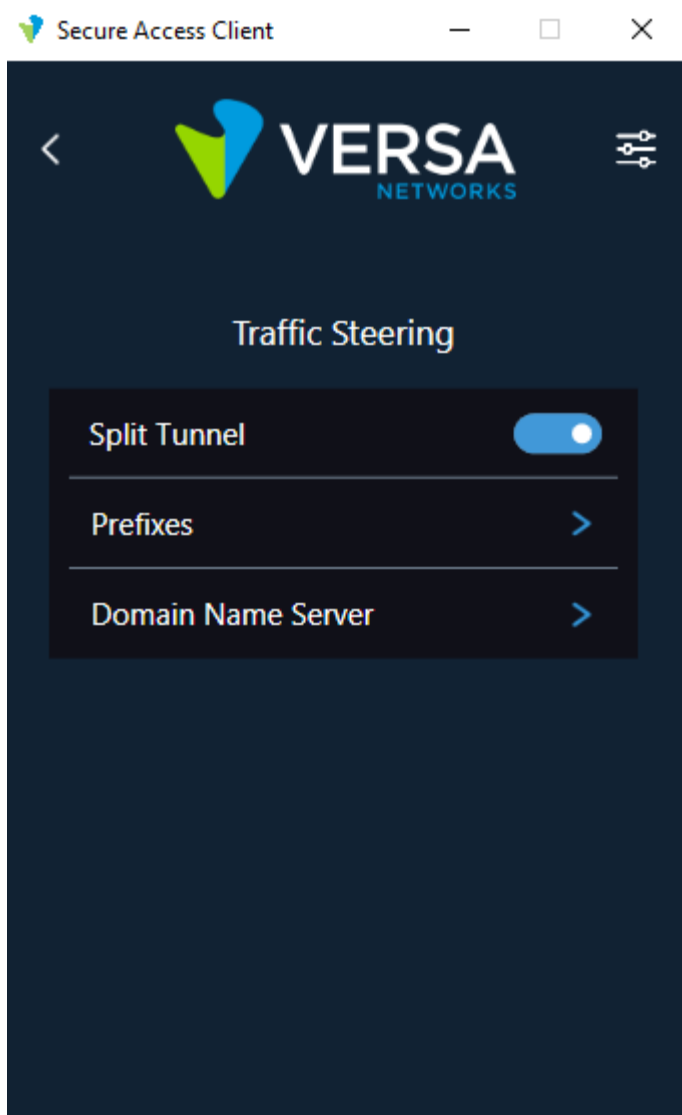 Secure Access Client
VERSA
NETWORKS
Traffic Steering
Split Tunnel
Prefixes
Domain Name Server